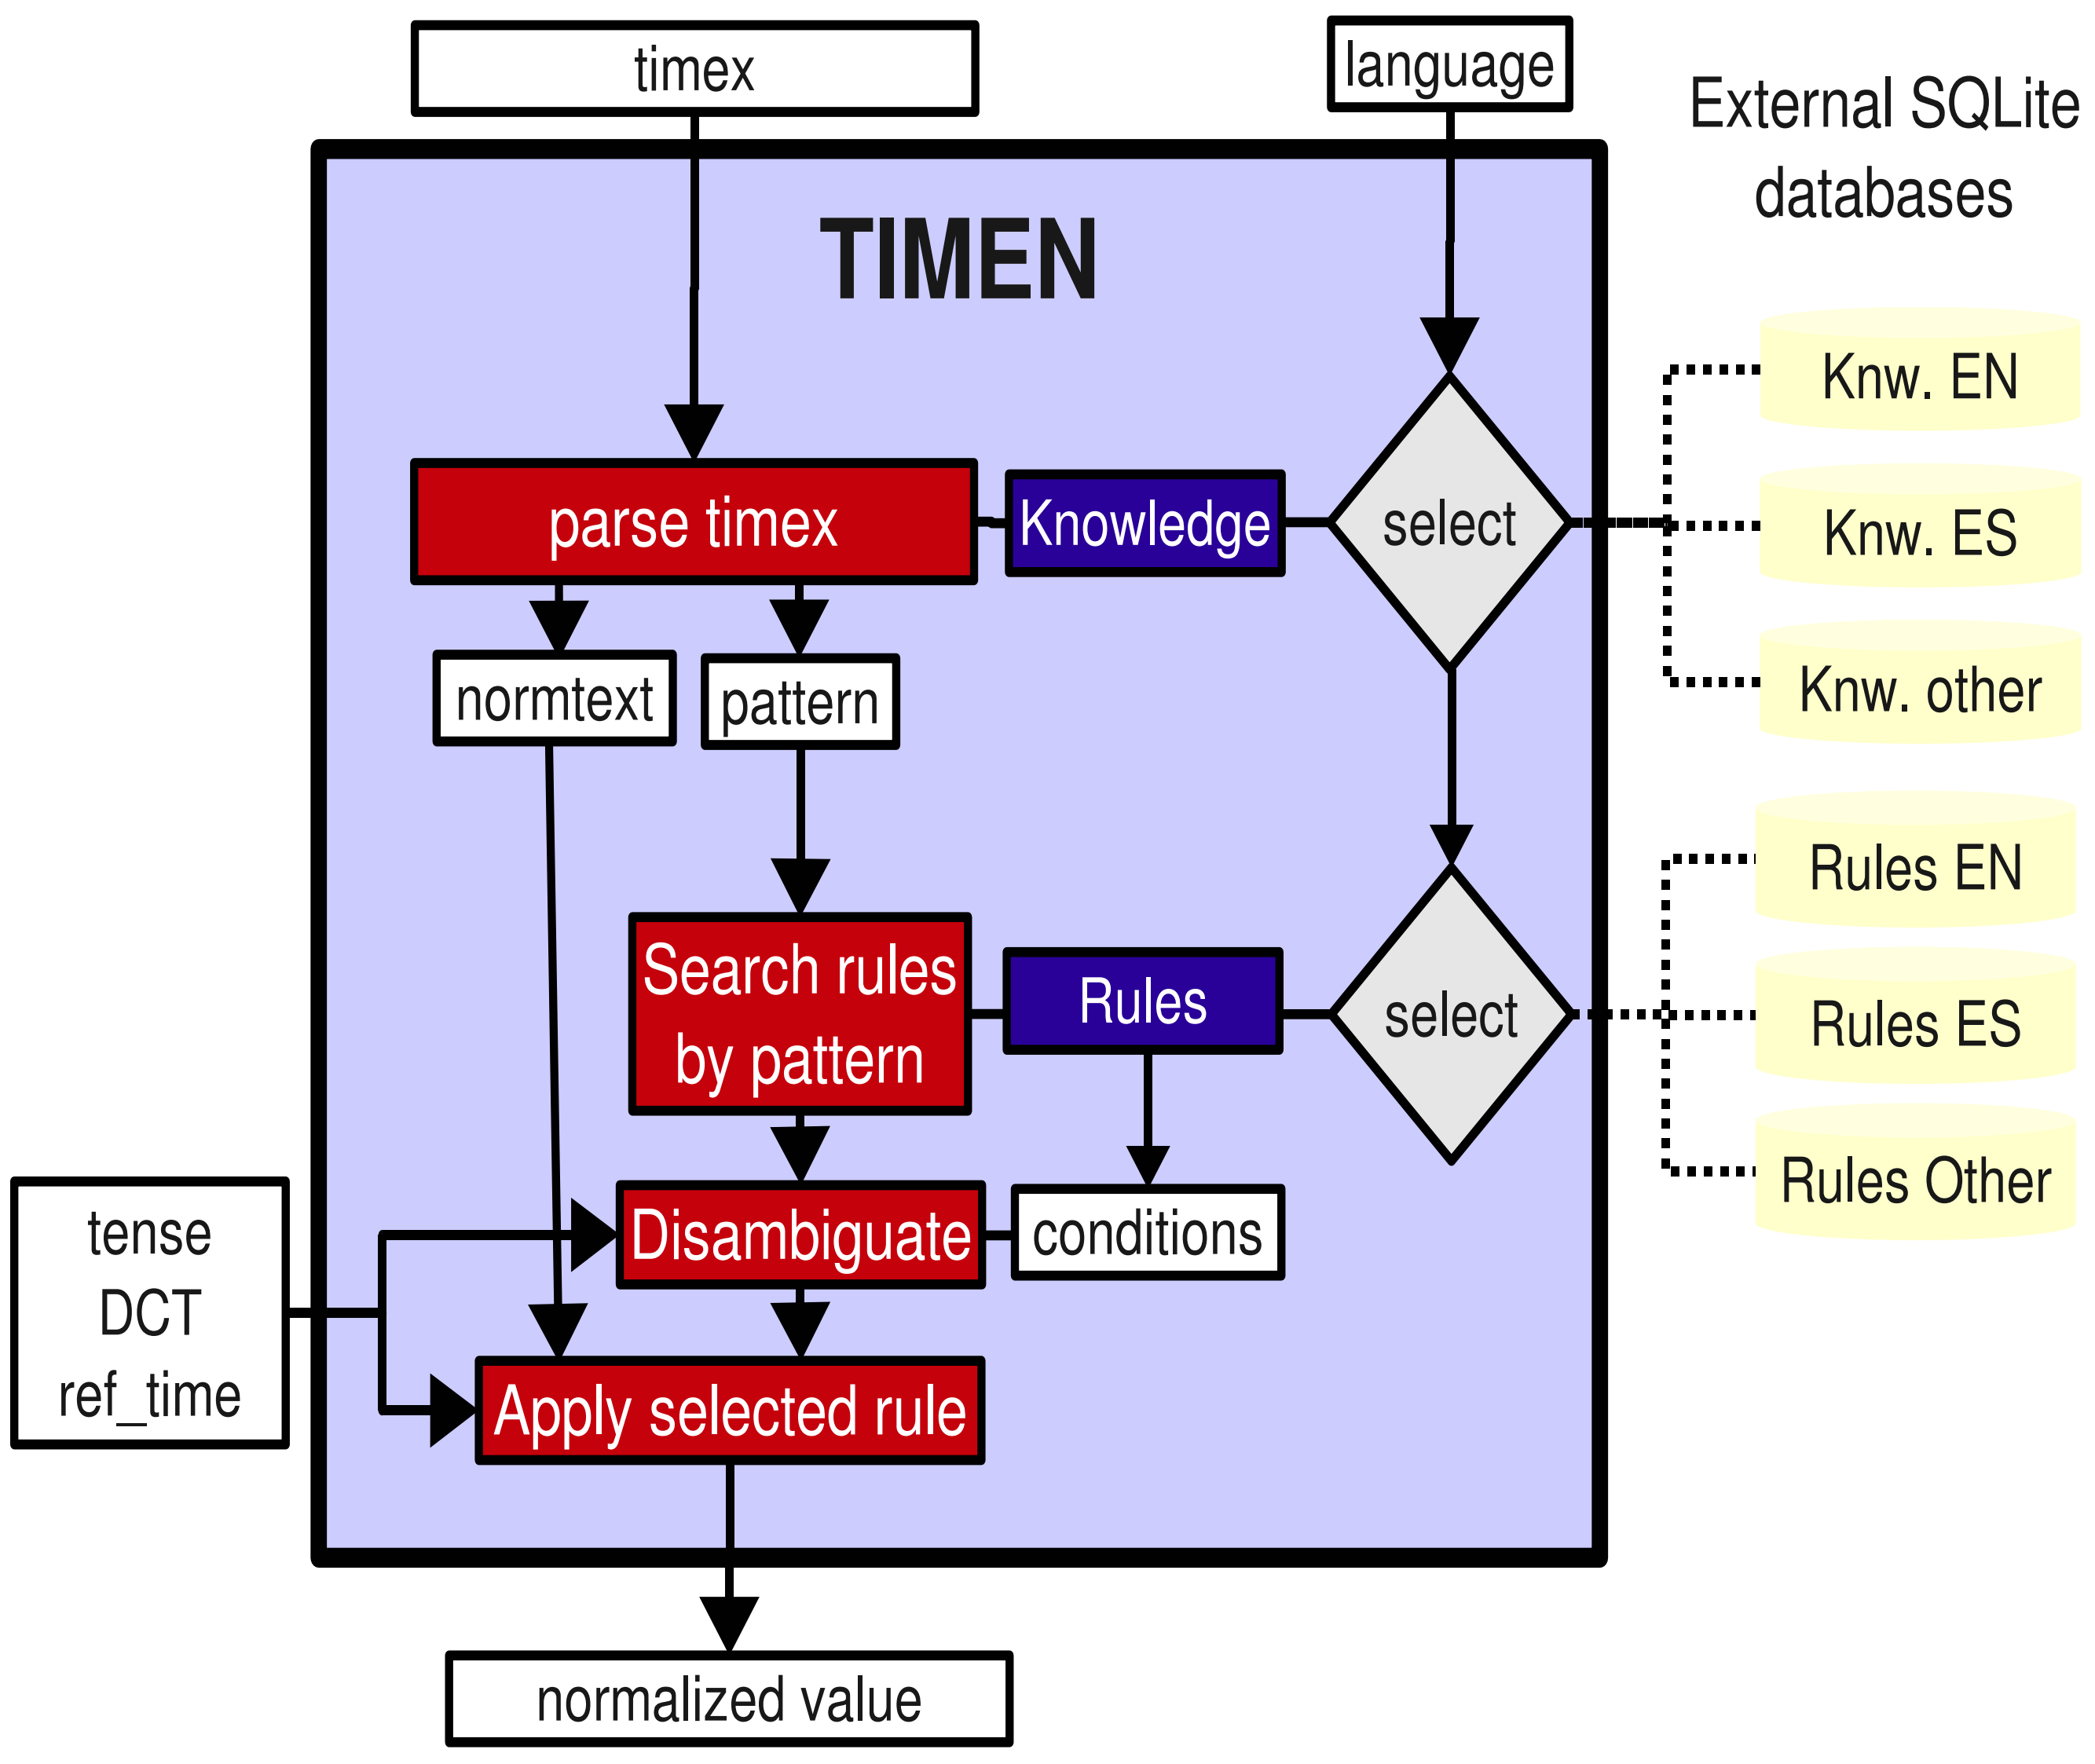 timex
language
External SQLite
databases
TIMEN
Knw. EN
parse timex
Knowledge
select
Knw. ES
normtext
pattern
Knw. other
Rules EN
Search rules
by pattern
Rules
select
Rules ES
Rules Other
tense
DCT
ref_time
Disambiguate
conditions
Apply selected rule
normalized value